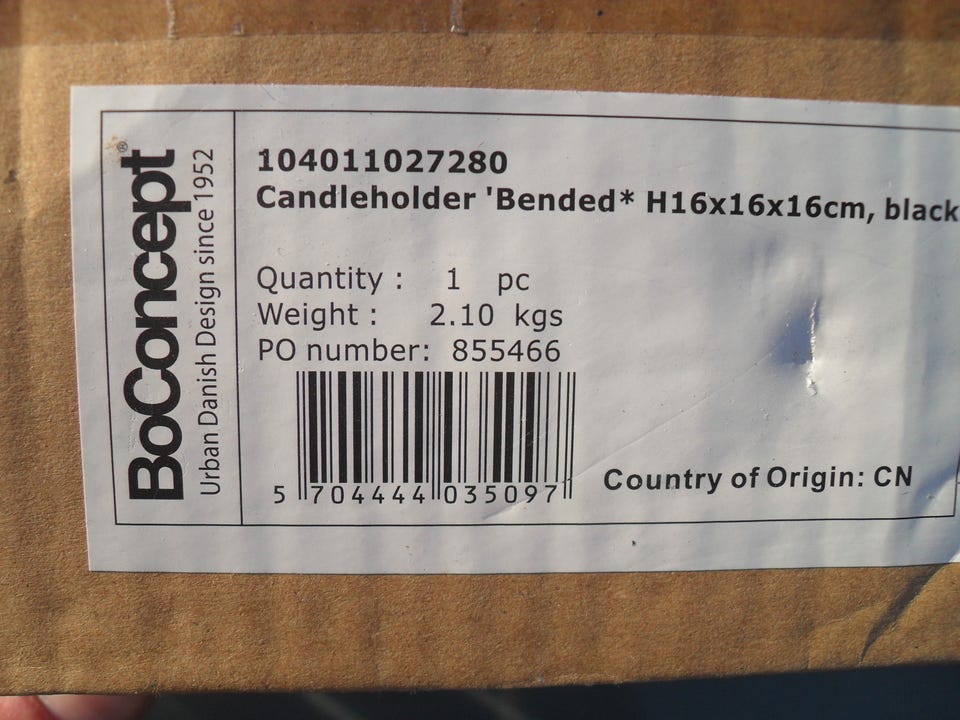 BoConcept®
Urban Danish Design since 1952
104011027280
Candleholder 'Bended* H16x16x16cm, black
Quantity : 1 pc
Weight : 2.10 kgs
PO number: 855466
5 704444 035097
Country of Origin: CN